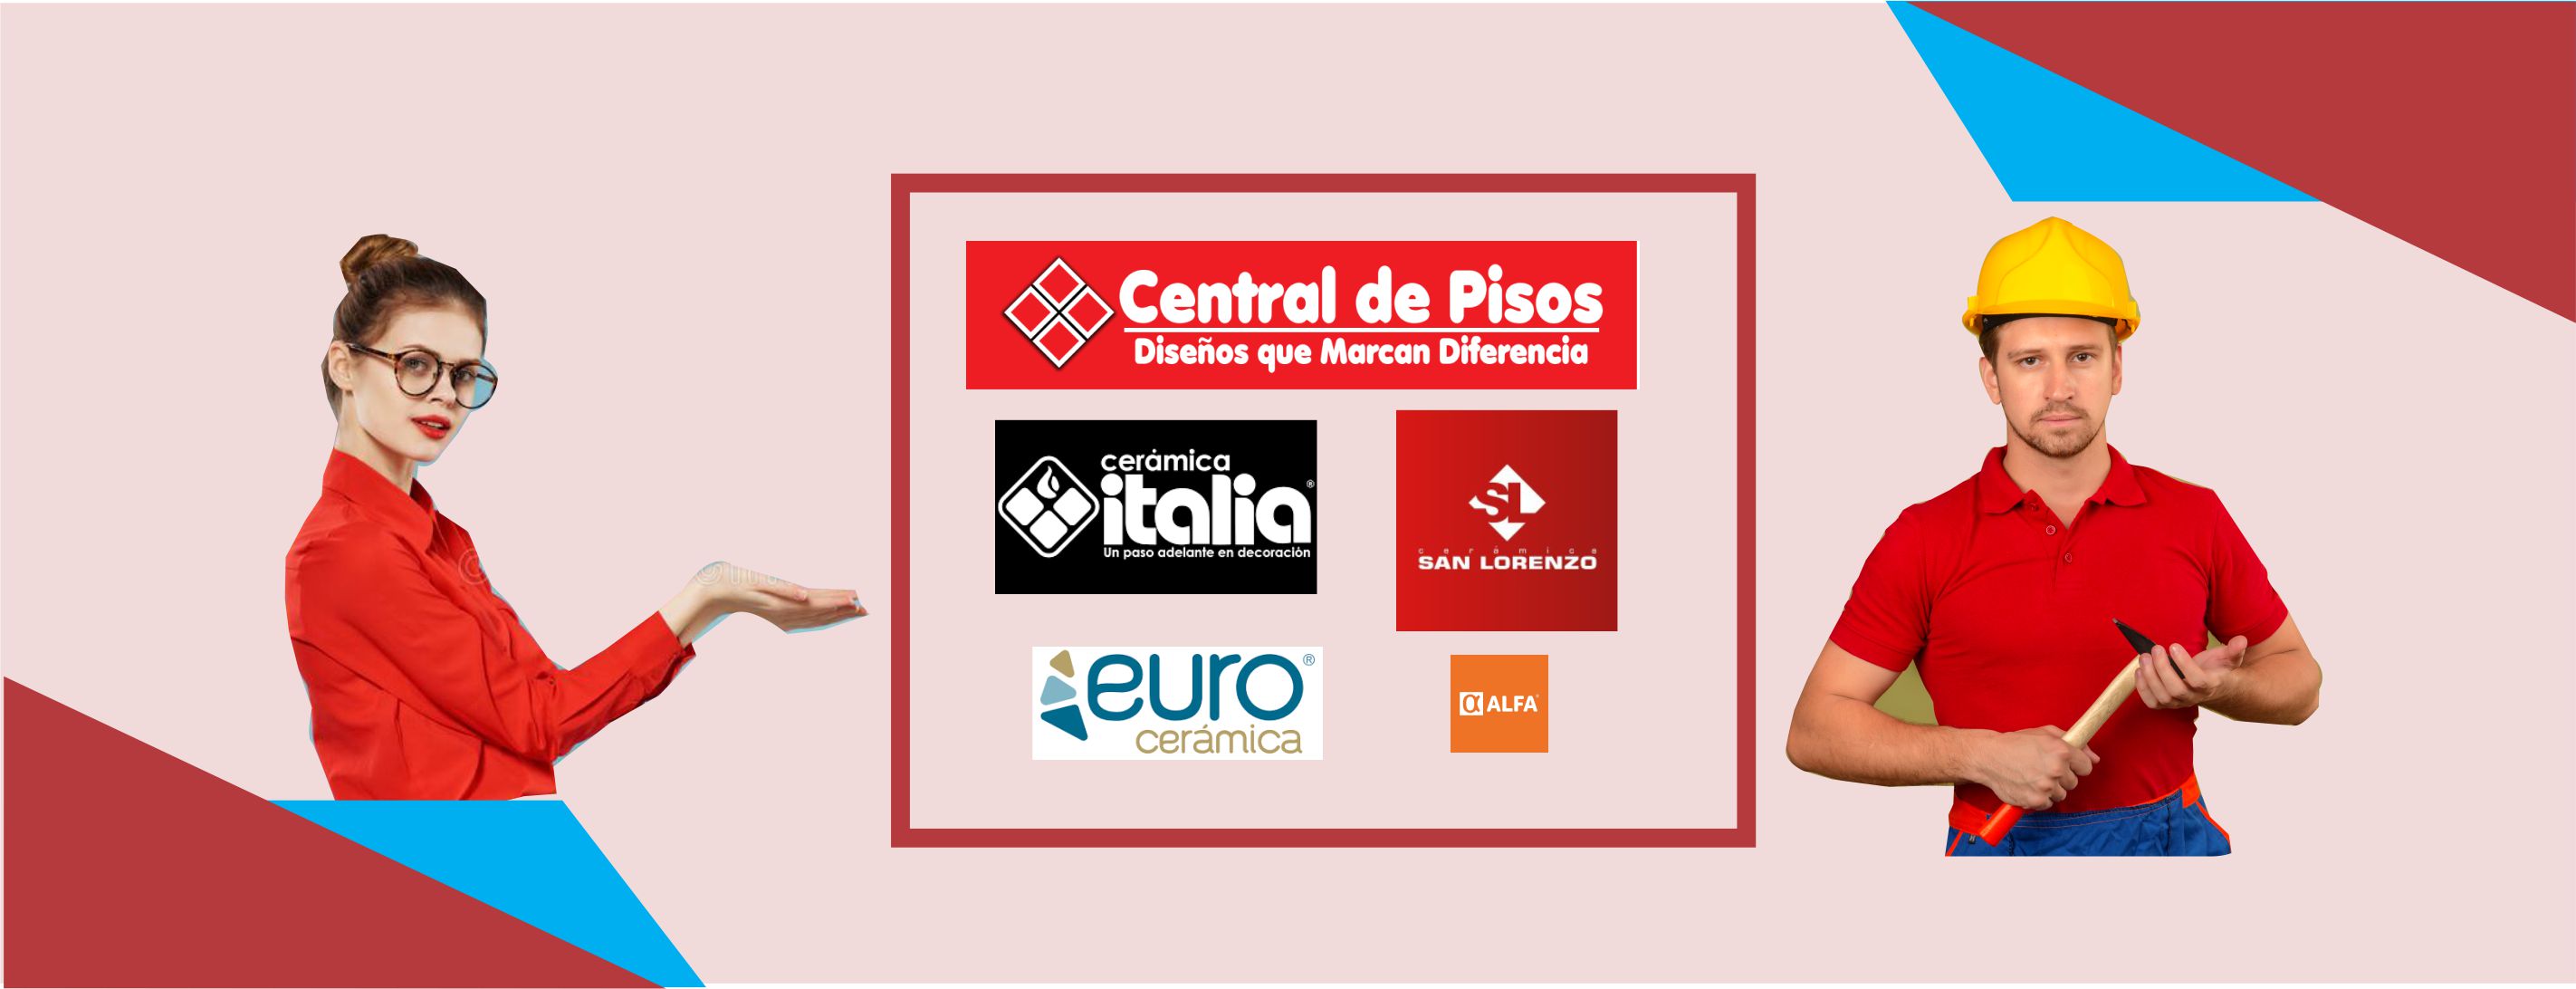 Central de Pisos
Diseños que Marcan Diferencia
cerámica
italia®
Un paso adelante en decoración
SL
cerámica
SAN LORENZO
euro®
cerámica
α ALFA